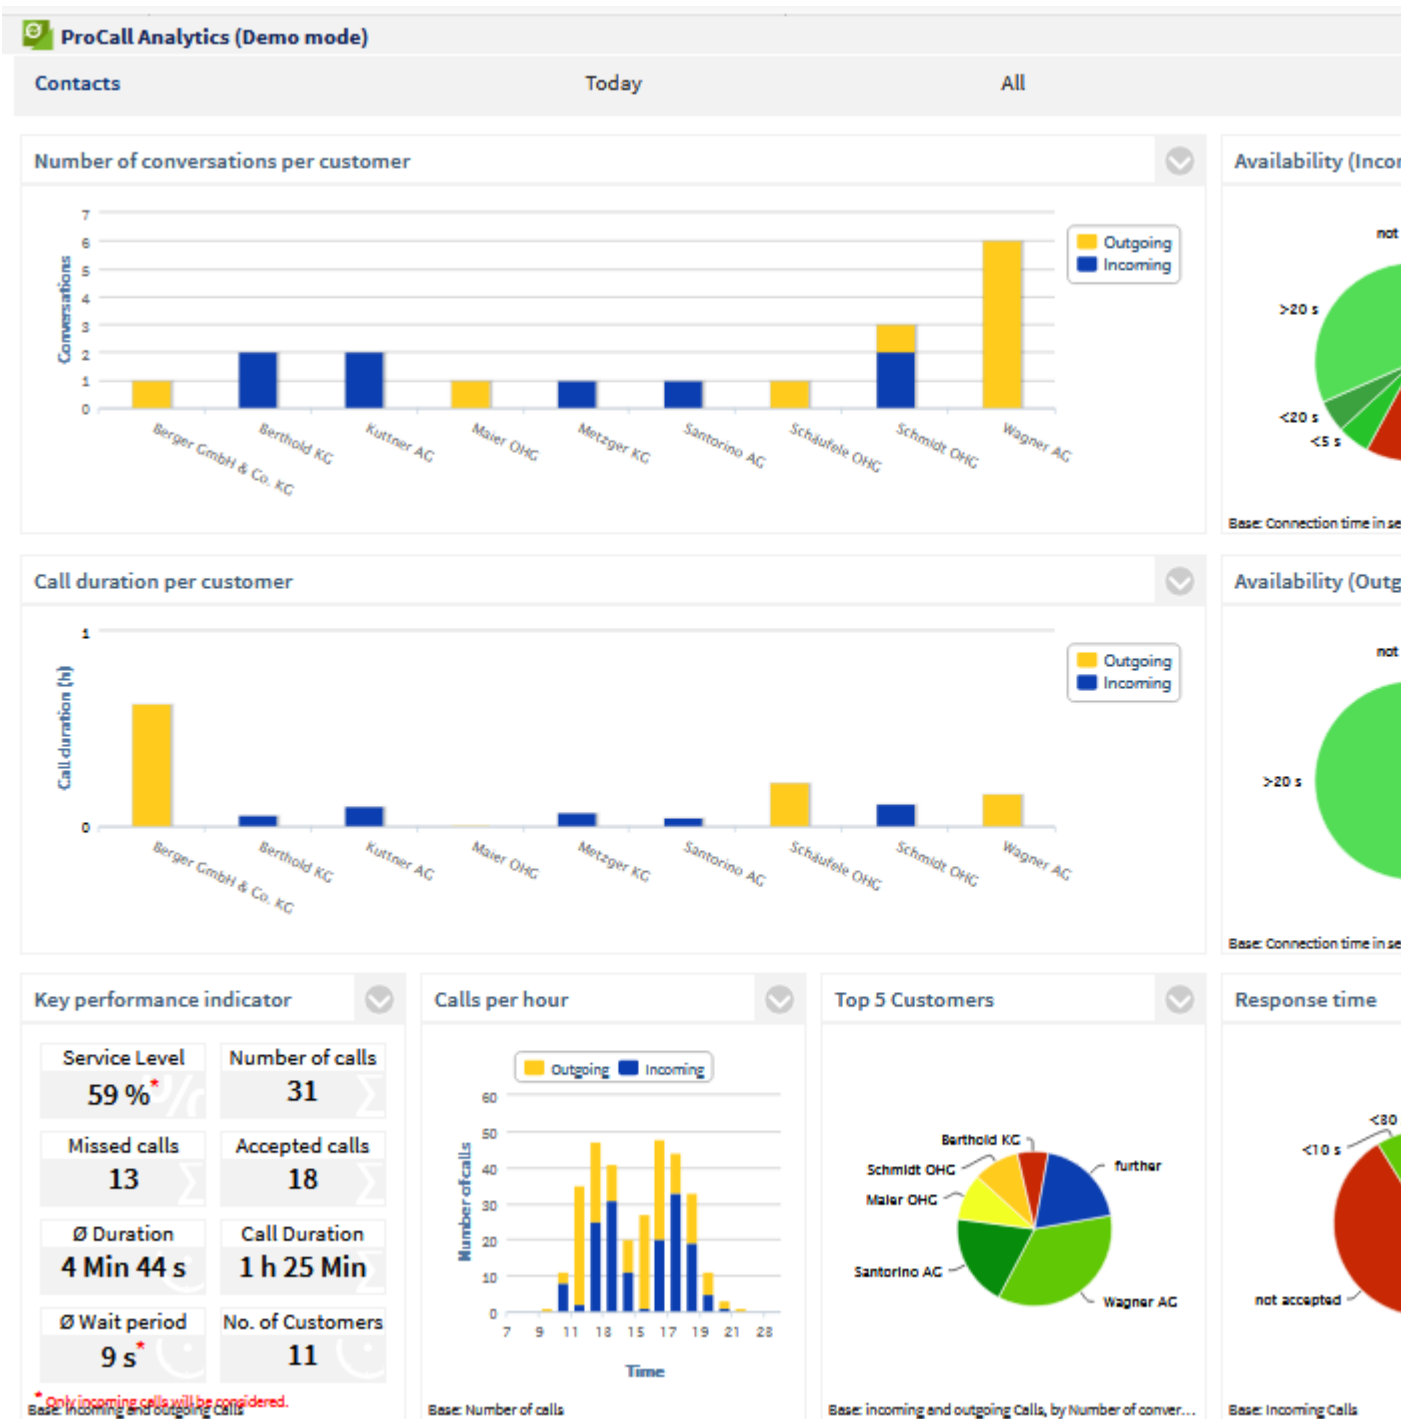 ProCall Analytics (Demo mode)
Contacts Today All
Number of conversations per customer
7
6
5
4
3
2
1
0
Conversations
Outgoing
Incoming
Berger GmbH & Co. KG
Berthold KG
Kuttner AG
Maier OHG
Metzger KG
Santorino AG
Schäufele OHG
Schmidt OHG
Wagner AG
Availability (Incor
not
>20 s
<20 s
<5 s
Base: Connection time in se
Call duration per customer
1
0
Call duration (h)
Outgoing
Incoming
Berger GmbH & Co. KG
Berthold KG
Kuttner AG
Maier OHG
Metzger KG
Santorino AG
Schäufele OHG
Schmidt OHG
Wagner AG
Availability (Outg
not
>20 s
Base: Connection time in se
Key performance indicator
Service Level Number of calls
59 %* 31
Missed calls Accepted calls
13 18
Ø Duration Call Duration
4 Min 44 s 1 h 25 Min
Ø Wait period No. of Customers
9 s* 11
* Only incoming calls will be considered.
Base: Incoming and outgoing Calls
Calls per hour
Outgoing Incoming
60
50
40
30
20
10
0
Number of calls
7 9 11 13 15 17 19 21 23
Time
Base: Number of calls
Top 5 Customers
Berthold KG
further
Schmidt OHG
Maier OHG
Santorino AG
Wagner AG
Base: incoming and outgoing Calls, by Number of conver...
Response time
<30
<10 s
not accepted
Base: Incoming Calls